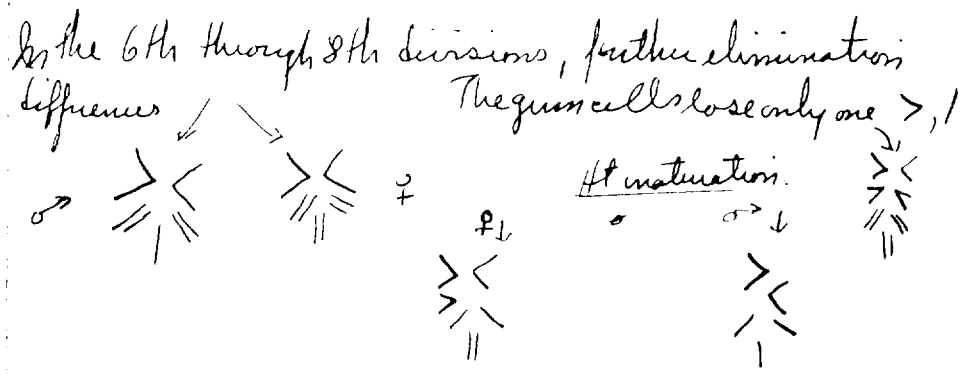 In the 6th through 8th divisions, further elimination
differences The germ cells lose only one >, 1
♂ ♀ At maturation.
♀↓ ♂↓